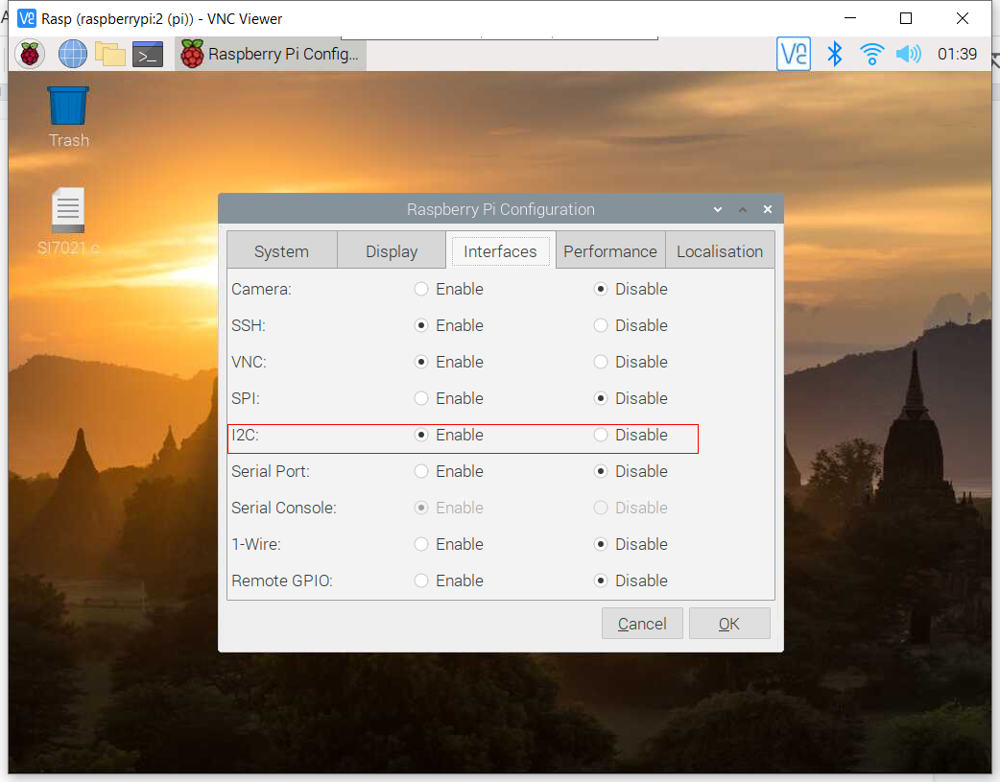 Rasp (raspberrypi:2 (pi)) - VNC Viewer
Raspberry Pi Config... 01:39
Trash
SI7021.c
Raspberry Pi Configuration
System Display Interfaces Performance Localisation
Camera: Enable Disable
SSH: Enable Disable
VNC: Enable Disable
SPI: Enable Disable
I2C: Enable Disable
Serial Port: Enable Disable
Serial Console: Enable Disable
1-Wire: Enable Disable
Remote GPIO: Enable Disable
Cancel OK